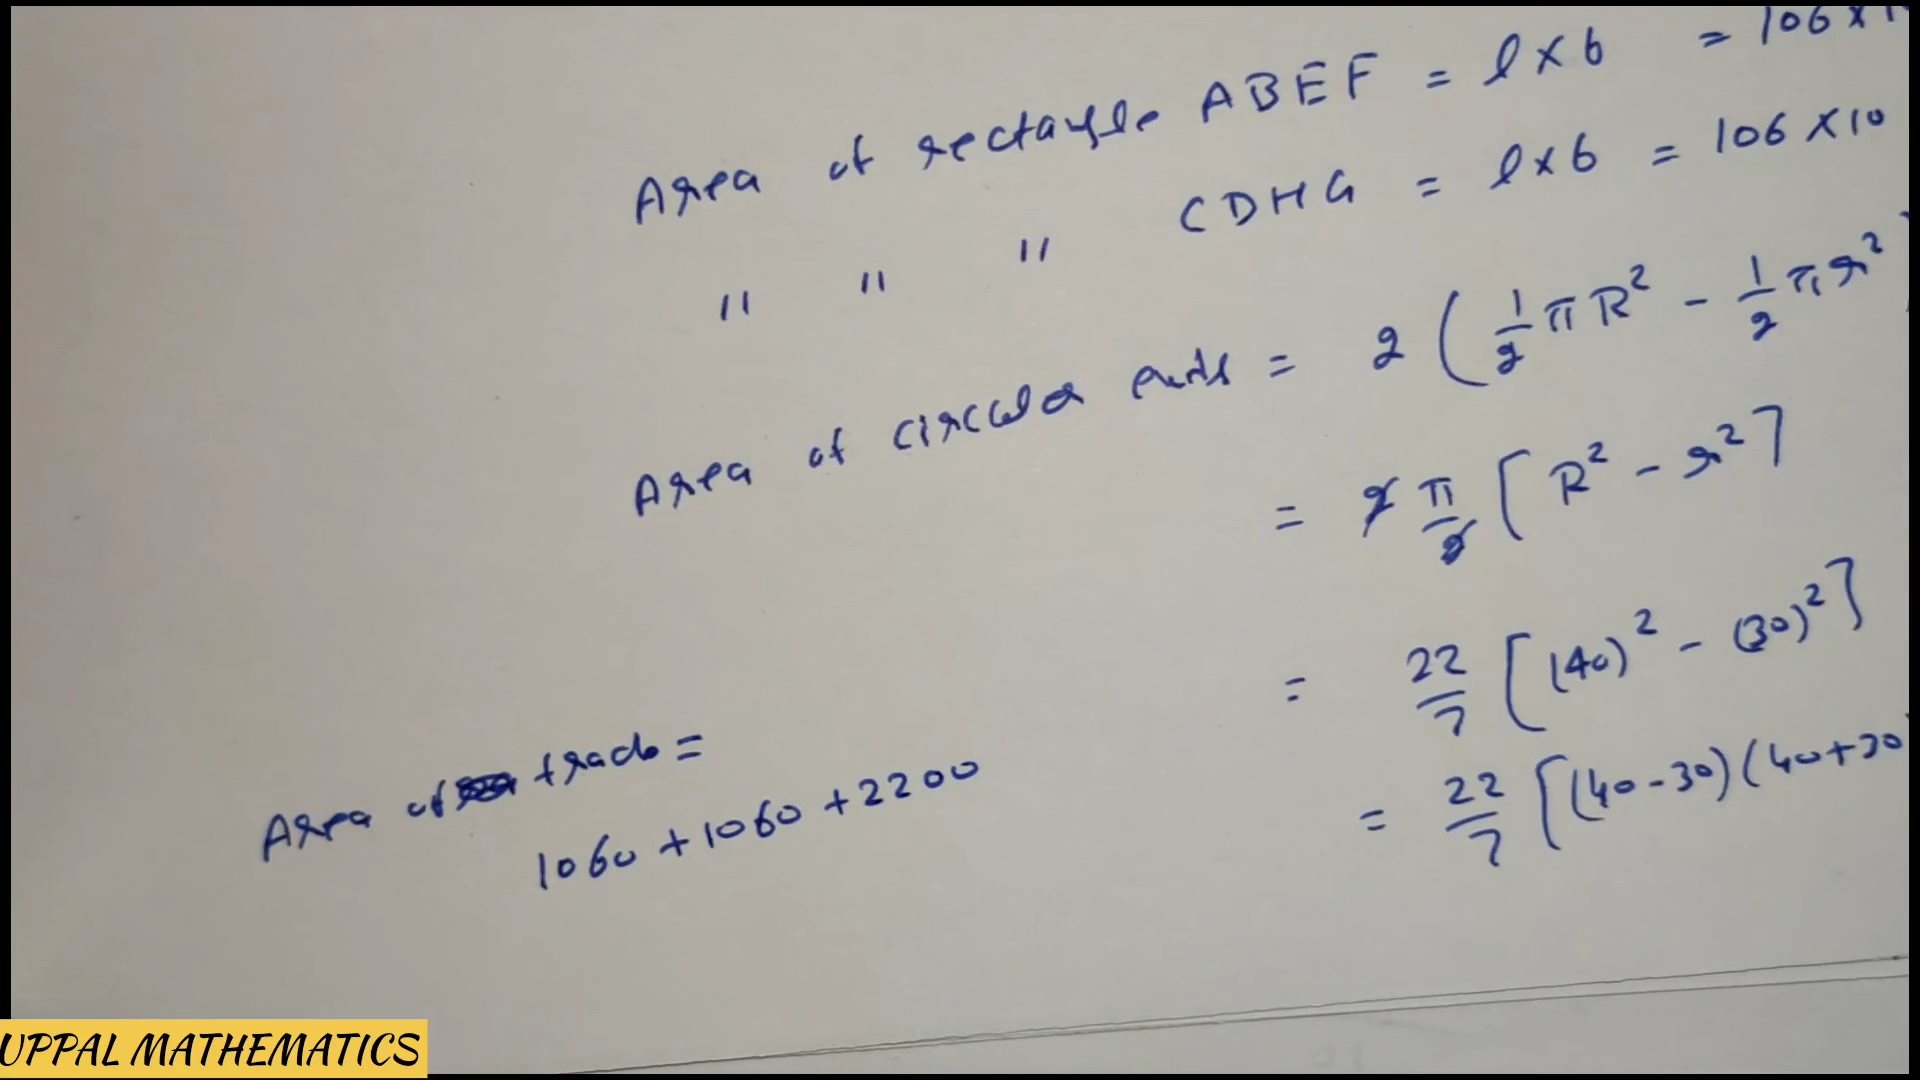 Area of rectangle ABEF = l × b = 106 × 1
" " " CDHG = l × b = 106 × 10
Area of circular ends = 2 ( 1/2 πR² - 1/2 πr²
= 2 π/2 [ R² - r² ]
= 22/7 [ (40)² - (30)² ]
= 22/7 [ (40-30) (40+30
Area of track =
1060 + 1060 + 2200
UPPAL MATHEMATICS